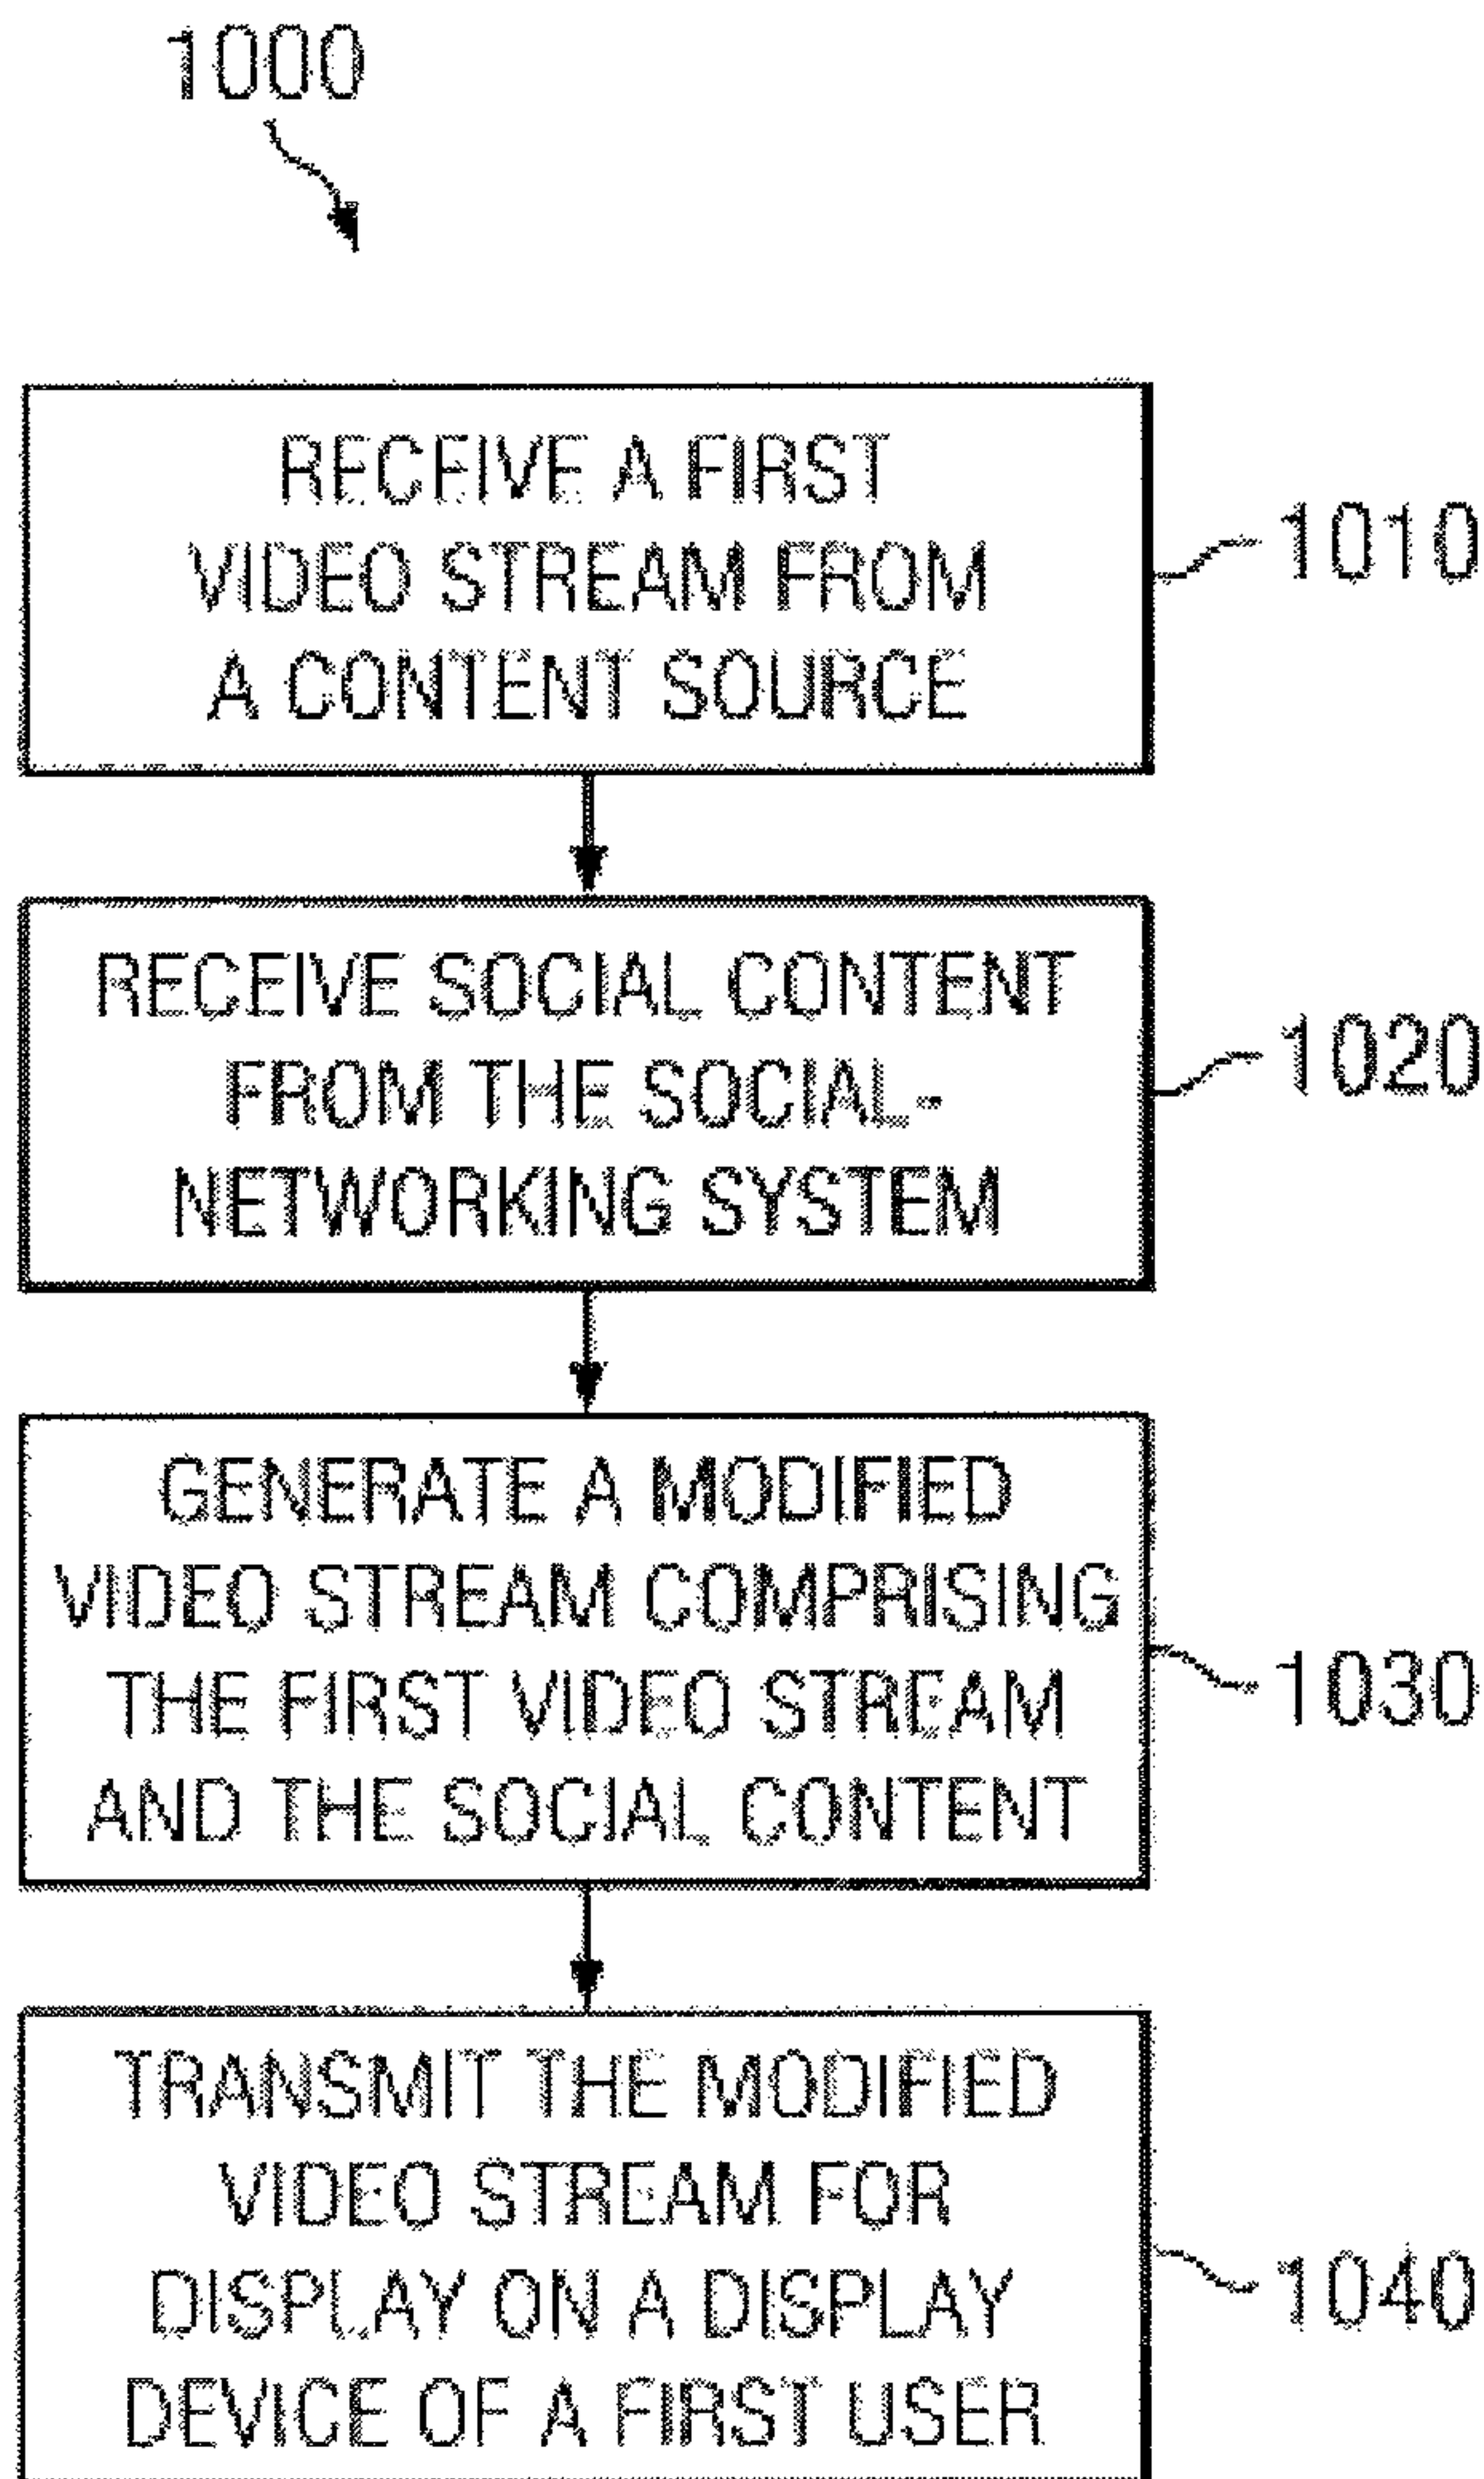 1000
RECEIVE A FIRST
VIDEO STREAM FROM
A CONTENT SOURCE
1010
RECEIVE SOCIAL CONTENT
FROM THE SOCIAL-
NETWORKING SYSTEM
1020
GENERATE A MODIFIED
VIDEO STREAM COMPRISING
THE FIRST VIDEO STREAM
AND THE SOCIAL CONTENT
1030
TRANSMIT THE MODIFIED
VIDEO STREAM FOR
DISPLAY ON A DISPLAY
DEVICE OF A FIRST USER
1040